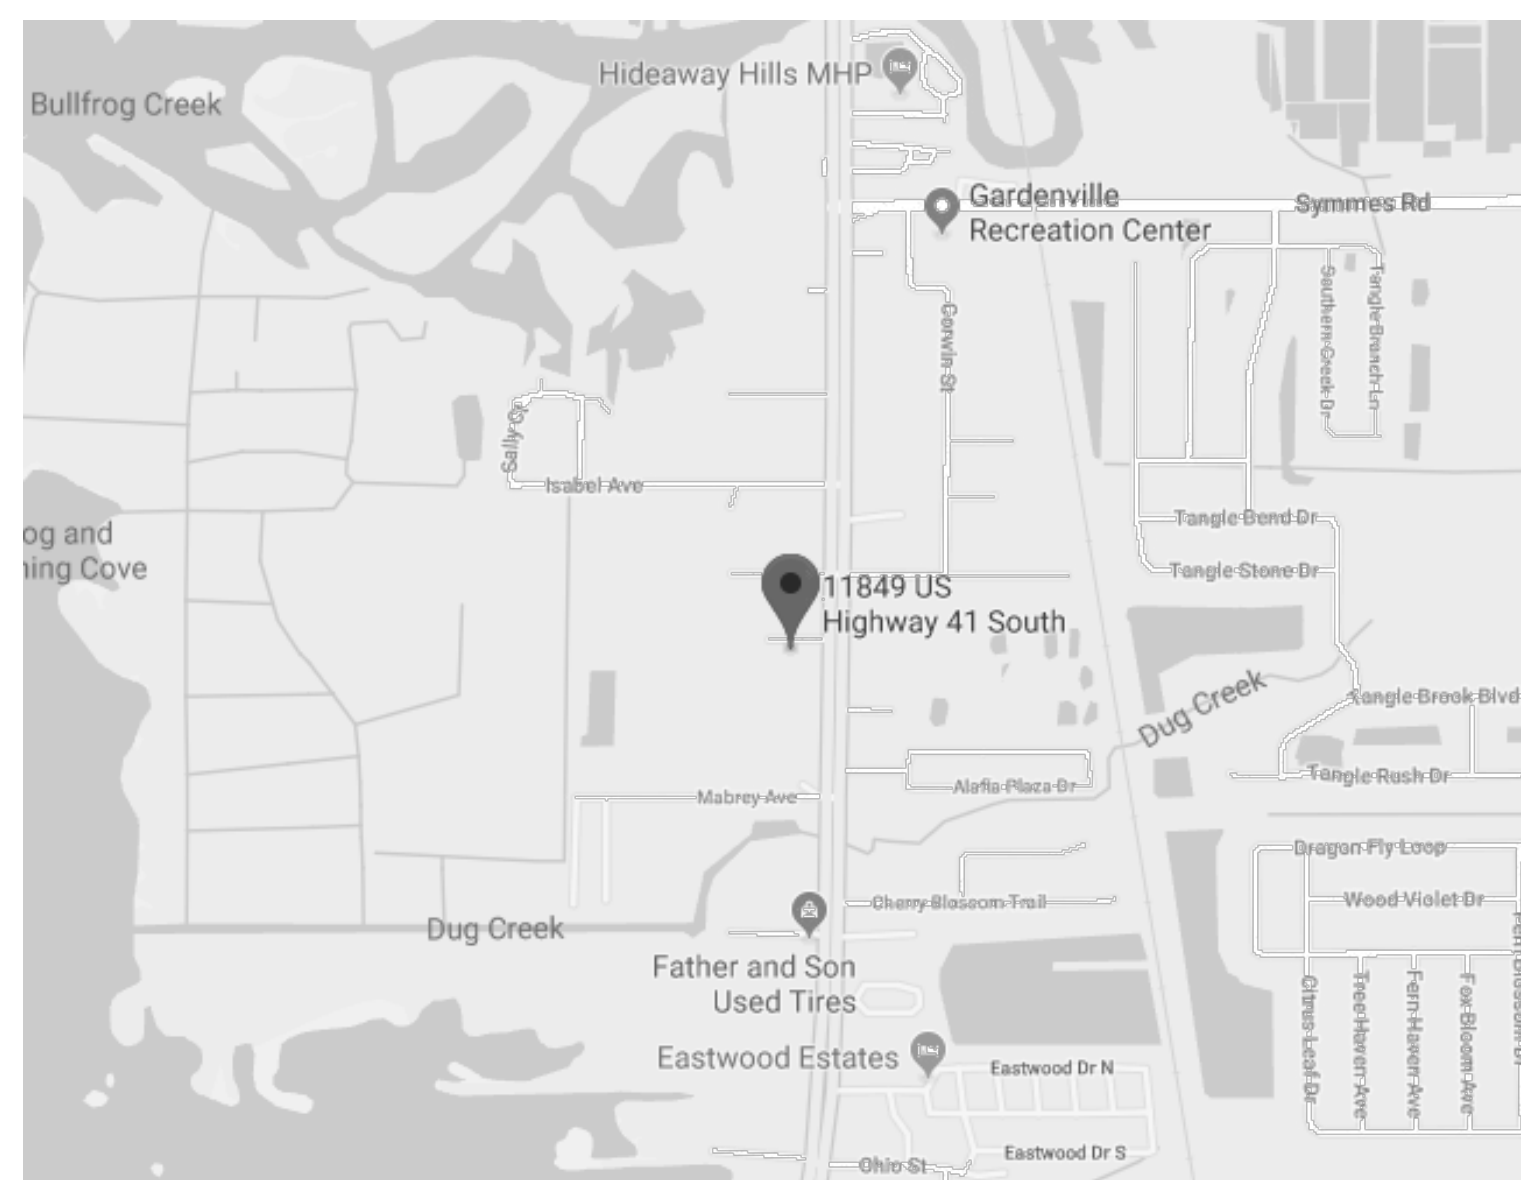 Hideaway Hills MHP
Bullfrog Creek
Gardenville
Recreation Center
Symmes Rd
Southern Creek Dr
Tangle Branch Ln
Corwin St
Sally Ct
Isabel Ave
og and
ning Cove
Tangle Bend Dr
Tangle Stone Dr
11849 US
Highway 41 South
Dug Creek
Tangle Brook Blvd
Tangle Rush Dr
Mabrey Ave
Alafia Plaza Dr
Dragon Fly Loop
Wood Violet Dr
Cherry Blossom Trail
Dug Creek
Father and Son
Used Tires
Citrus Leaf Dr
Tree Haven Ave
Fern Haven Ave
Fox Bloom Ave
Eastwood Estates
Eastwood Dr N
Eastwood Dr S
Ohio St